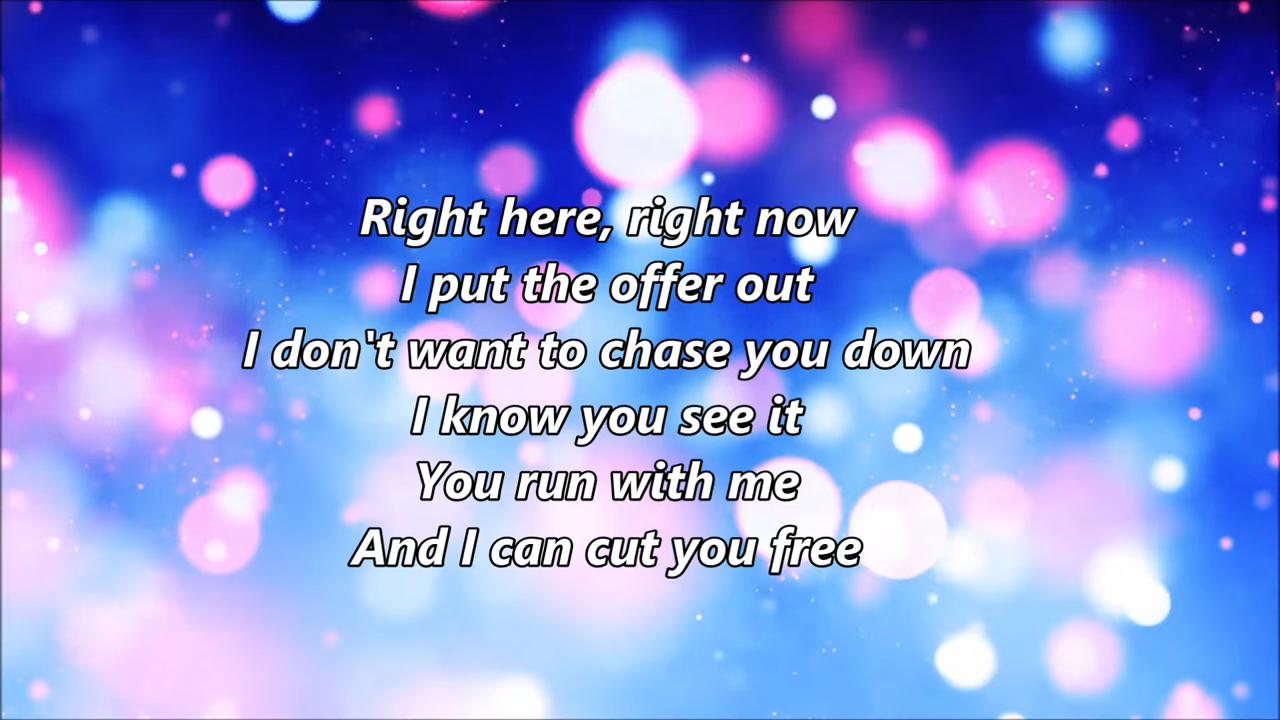 Right here, right now
I put the offer out
I don't want to chase you down
I know you see it
You run with me
And I can cut you free